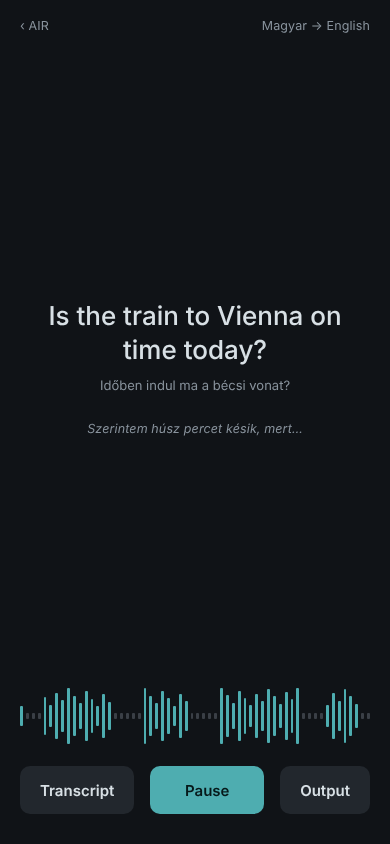 ‹ AIR
Magyar → English
Is the train to Vienna on
time today?
Időben indul ma a bécsi vonat?
Szerintem húsz percet késik, mert...
Transcript
Pause
Output